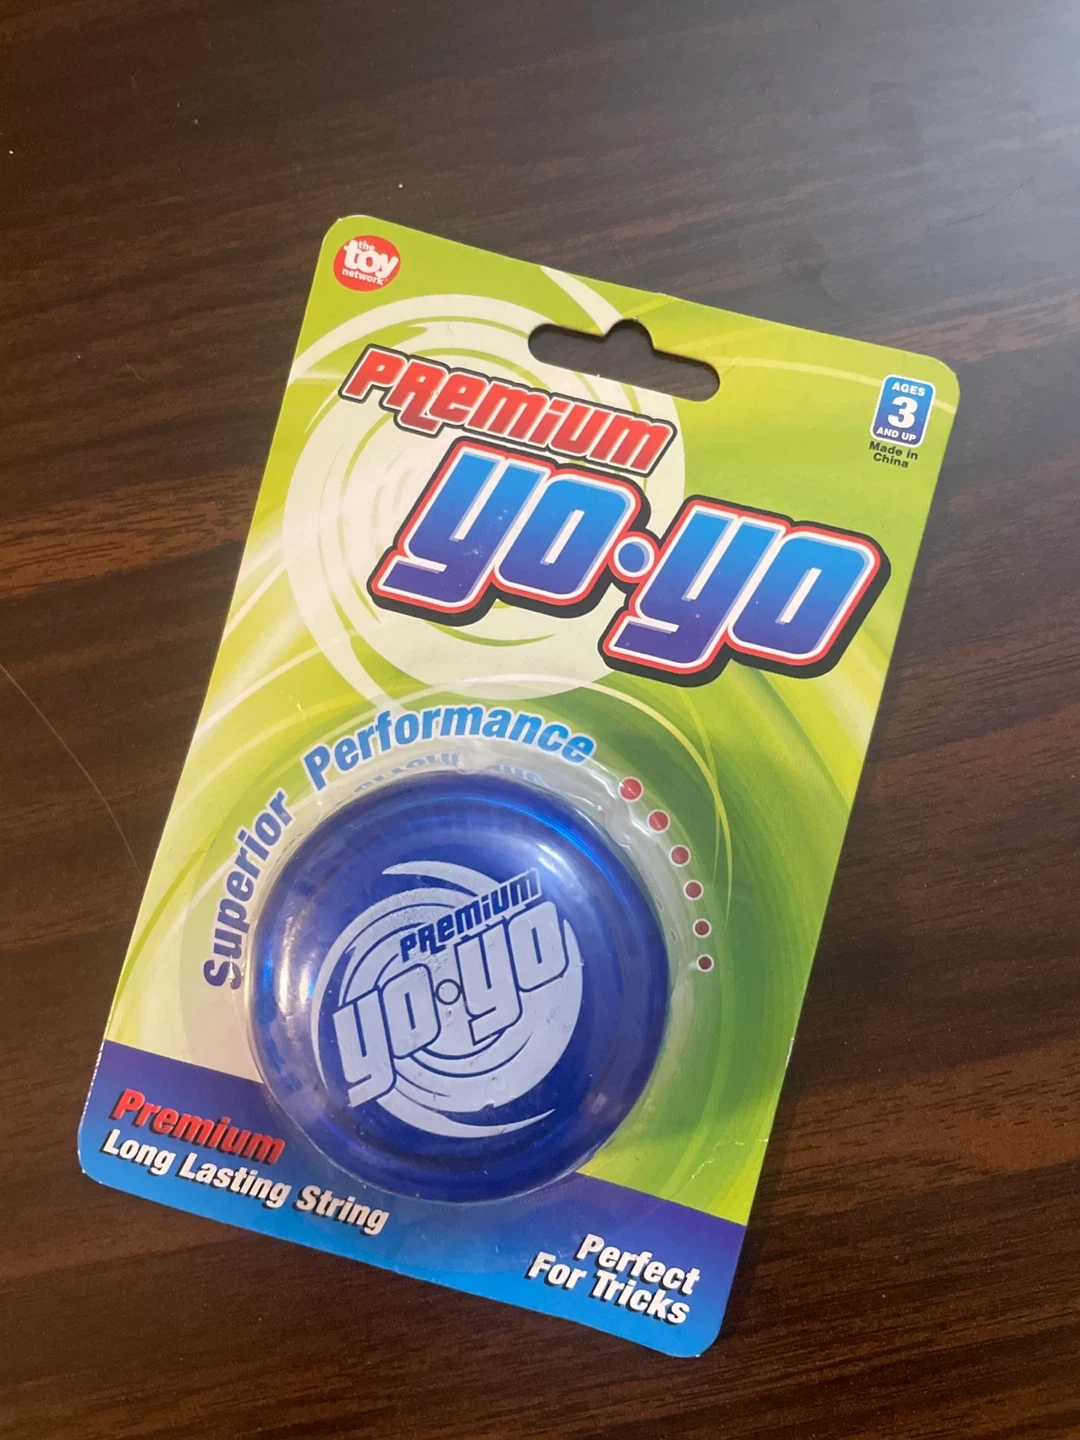 the
toy
network
PREMIUM
yo•yo
AGES
3
AND UP
Made in
China
Superior Performance
PREMIUM
yo•yo
Premium
Long Lasting String
Perfect
For Tricks